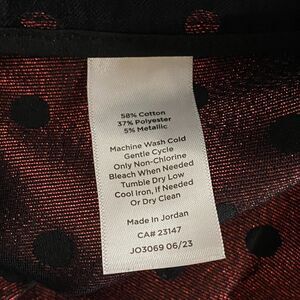 58% Cotton
37% Polyester
5% Metallic
Machine Wash Cold
Gentle Cycle
Only Non-Chlorine
Bleach When Needed
Tumble Dry Low
Cool Iron, If Needed
Or Dry Clean
Made in Jordan
CA# 23147
JO3069 06/23